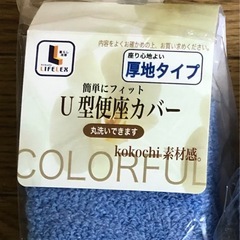 内容をよくお確かめの上、お買い求めください。
LIFELEX
座り心地よい
厚地タイプ
簡単にフィット
U型便座カバー
丸洗いできます
COLORFUL
kokochi 素材感。